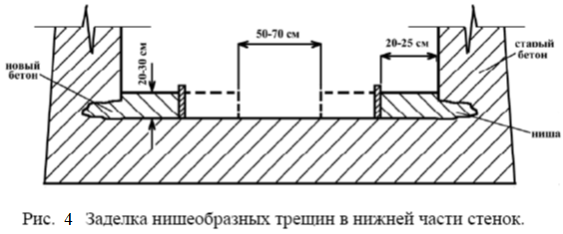 50-70 см
20-25 см
старый
бетон
новый
бетон
20-30 см
ниша
Рис. 4 Заделка нишеобразных трещин в нижней части стенок.